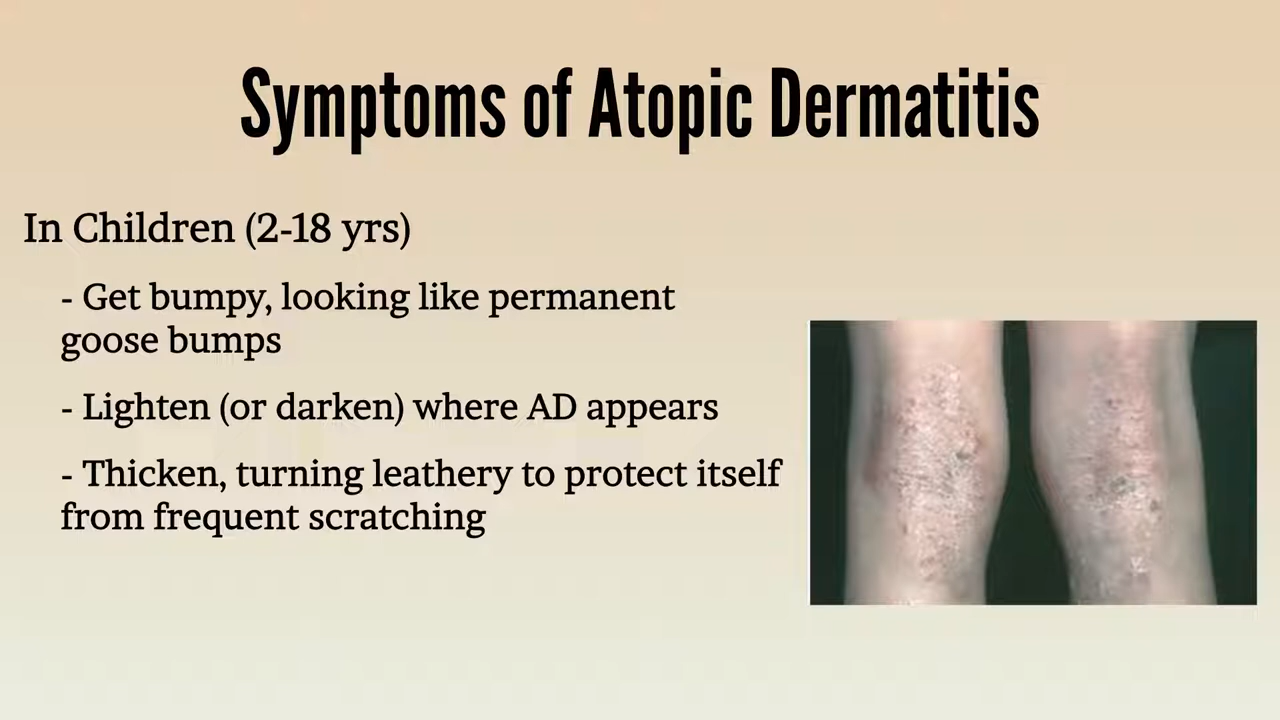 Symptoms of Atopic Dermatitis
In Children (2-18 yrs)
- Get bumpy, looking like permanent
goose bumps
- Lighten (or darken) where AD appears
- Thicken, turning leathery to protect itself
from frequent scratching